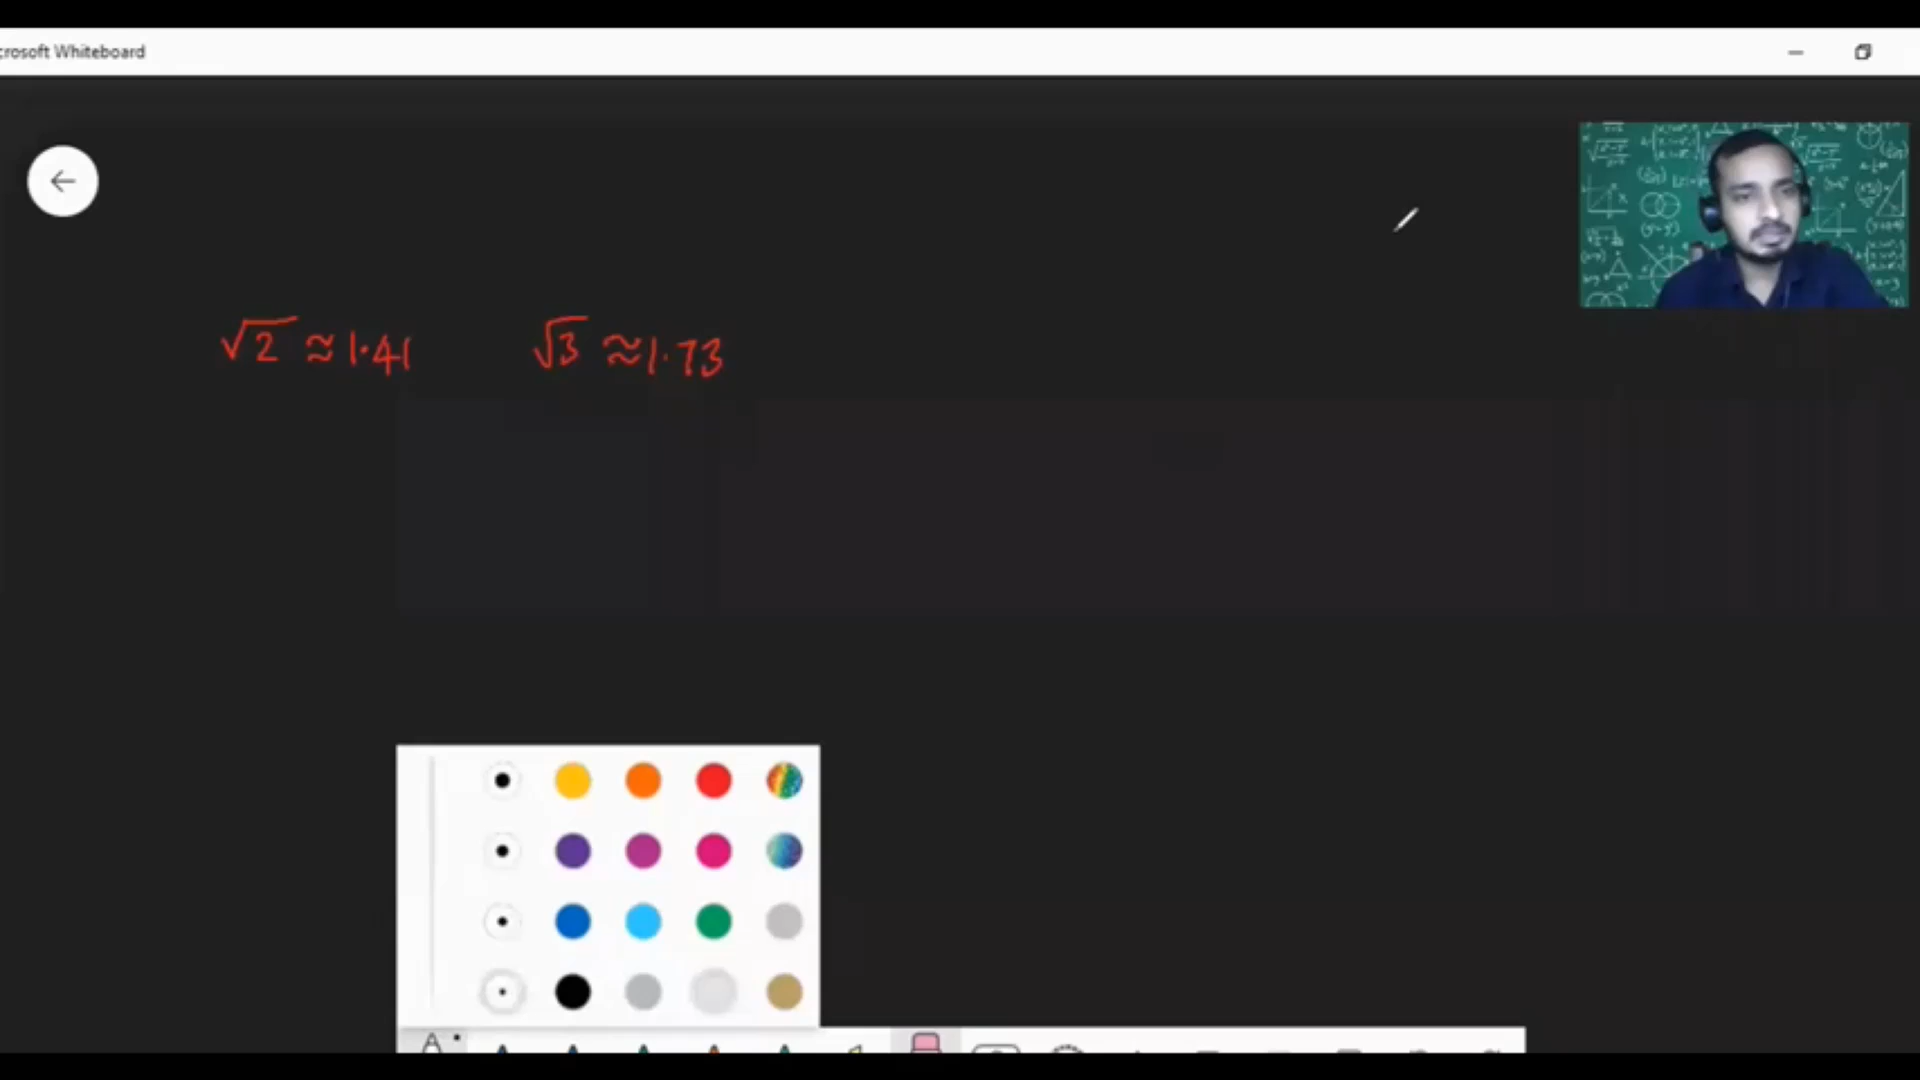 crosoft Whiteboard
√2 ≈ 1.41 √3 ≈ 1.73